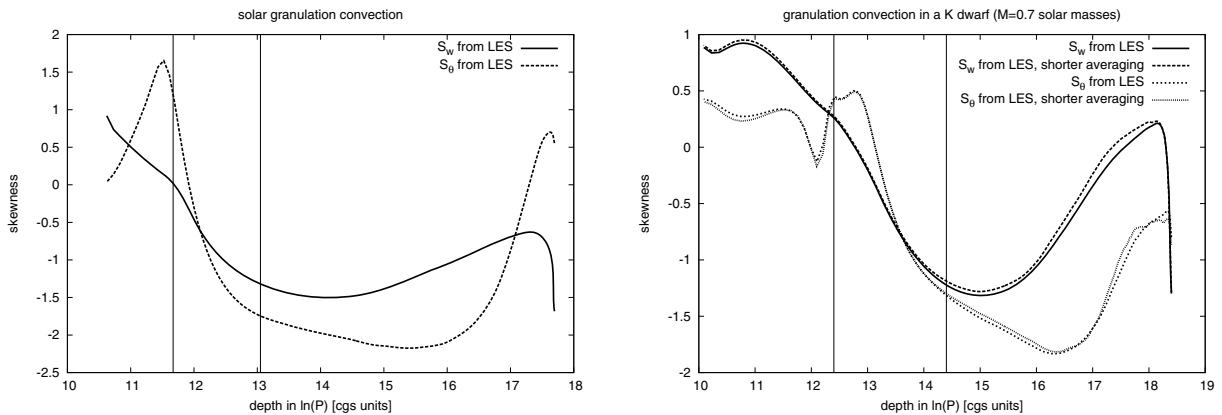 solar granulation convection
S_w from LES
S_θ from LES
2
1.5
1
0.5
0
-0.5
-1
-1.5
-2
-2.5
skewness
10 11 12 13 14 15 16 17 18
depth in ln(P) [cgs units]
granulation convection in a K dwarf (M=0.7 solar masses)
S_w from LES
S_w from LES, shorter averaging
S_θ from LES
S_θ from LES, shorter averaging
1
0.5
0
-0.5
-1
-1.5
-2
skewness
10 11 12 13 14 15 16 17 18 19
depth in ln(P) [cgs units]